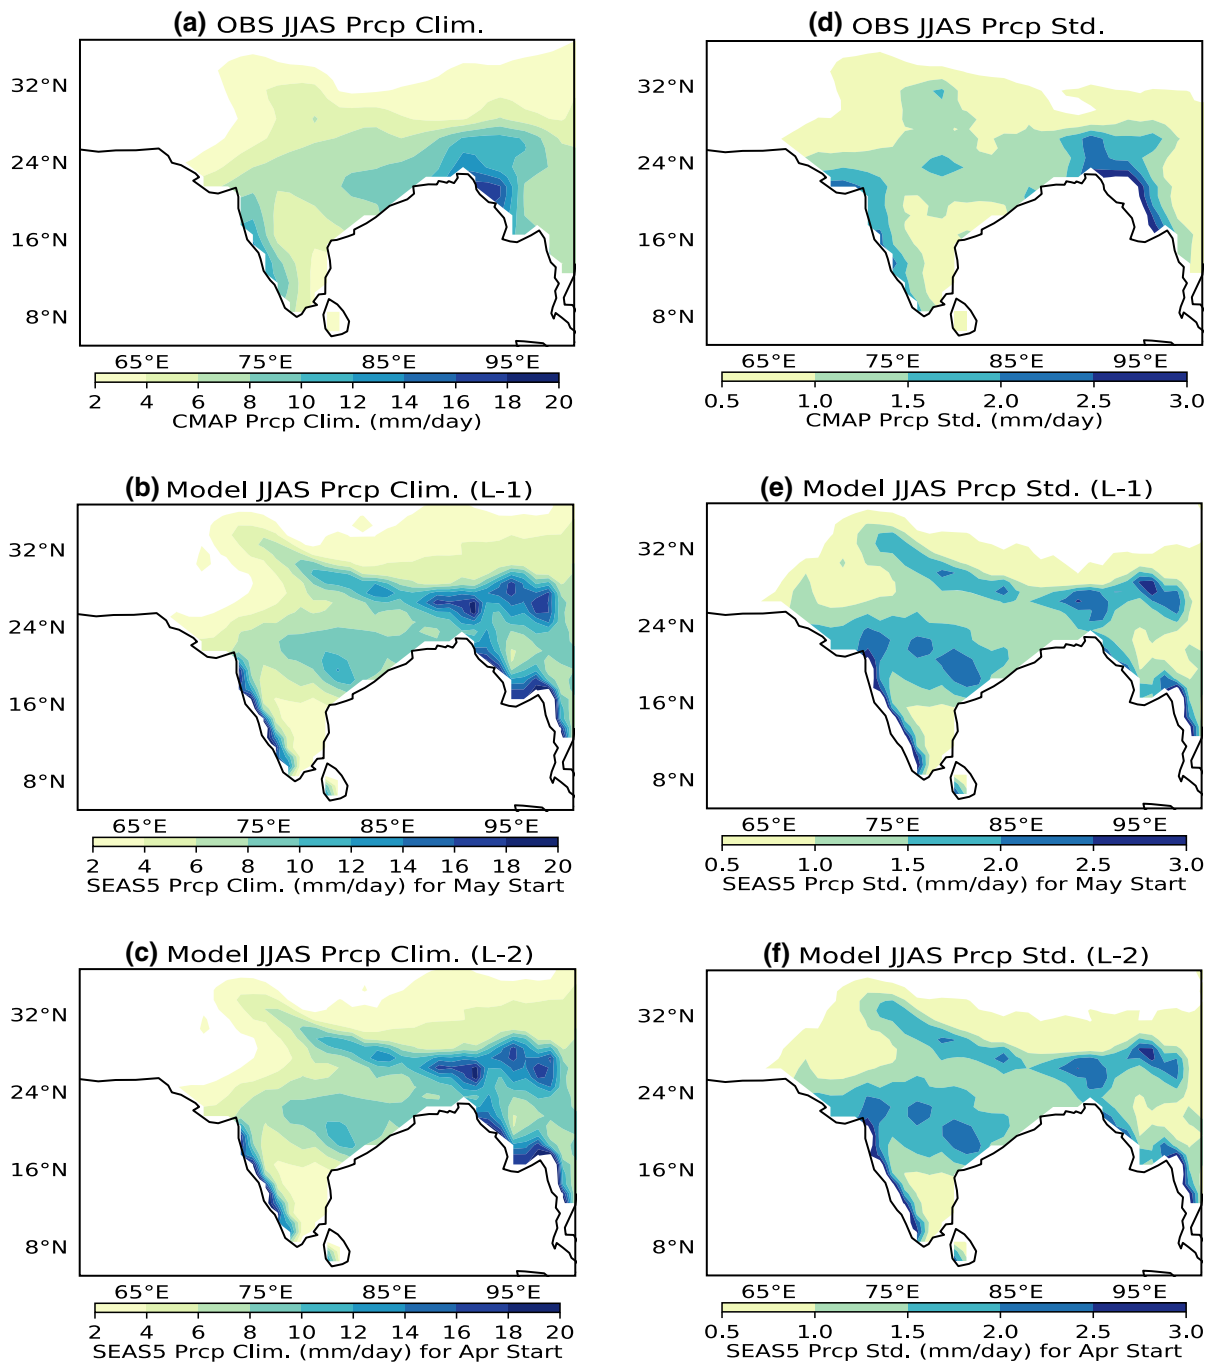 (a) OBS JJAS Prcp Clim.
32°N
24°N
16°N
8°N
65°E 75°E 85°E 95°E
2 4 6 8 10 12 14 16 18 20
CMAP Prcp Clim. (mm/day)
(d) OBS JJAS Prcp Std.
32°N
24°N
16°N
8°N
65°E 75°E 85°E 95°E
0.5 1.0 1.5 2.0 2.5 3.0
CMAP Prcp Std. (mm/day)
(b) Model JJAS Prcp Clim. (L-1)
32°N
24°N
16°N
8°N
65°E 75°E 85°E 95°E
2 4 6 8 10 12 14 16 18 20
SEAS5 Prcp Clim. (mm/day) for May Start
(e) Model JJAS Prcp Std. (L-1)
32°N
24°N
16°N
8°N
65°E 75°E 85°E 95°E
0.5 1.0 1.5 2.0 2.5 3.0
SEAS5 Prcp Std. (mm/day) for May Start
(c) Model JJAS Prcp Clim. (L-2)
32°N
24°N
16°N
8°N
65°E 75°E 85°E 95°E
2 4 6 8 10 12 14 16 18 20
SEAS5 Prcp Clim. (mm/day) for Apr Start
(f) Model JJAS Prcp Std. (L-2)
32°N
24°N
16°N
8°N
65°E 75°E 85°E 95°E
0.5 1.0 1.5 2.0 2.5 3.0
SEAS5 Prcp Std. (mm/day) for Apr Start